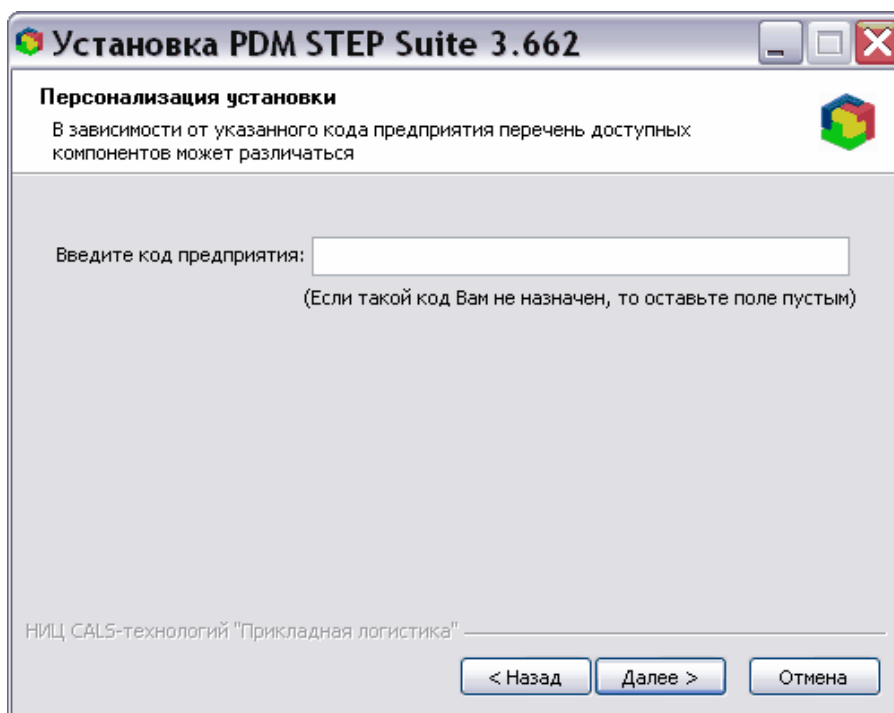 Установка PDM STEP Suite 3.662
Персонализация установки
В зависимости от указанного кода предприятия перечень доступных
компонентов может различаться
Введите код предприятия:
(Если такой код Вам не назначен, то оставьте поле пустым)
НИЦ CALS-технологий "Прикладная логистика"
< Назад
Далее >
Отмена